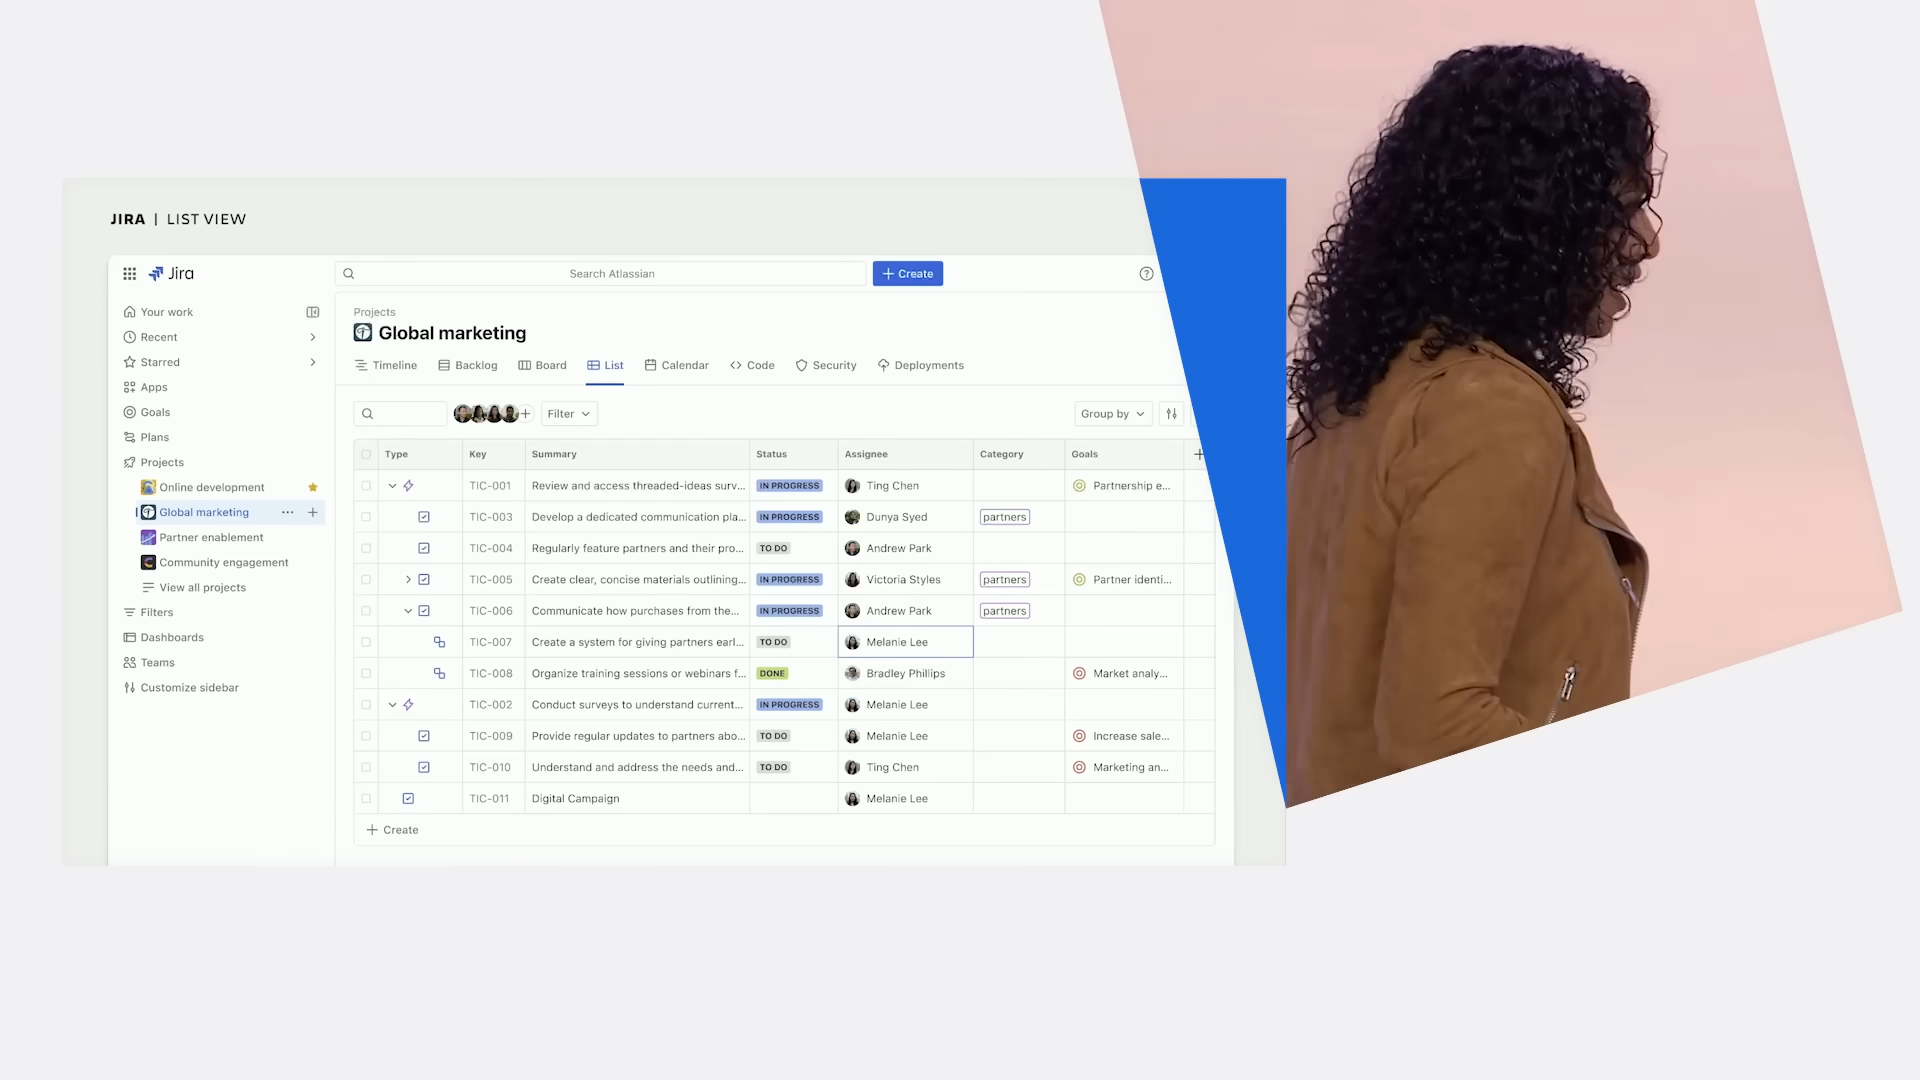 JIRA | LIST VIEW
Jira
Search Atlassian
+ Create
Your work
Recent
Starred
Apps
Goals
Plans
Projects
Online development
Global marketing
Partner enablement
Community engagement
View all projects
Filters
Dashboards
Teams
Customize sidebar
Projects
Global marketing
Timeline Backlog Board List Calendar Code Security Deployments
Filter Group by
Type Key Summary Status Assignee Category Goals +
TIC-001 Review and access threaded-ideas surv... IN PROGRESS Ting Chen Partnership e...
TIC-003 Develop a dedicated communication pla... IN PROGRESS Dunya Syed partners
TIC-004 Regularly feature partners and their pro... TO DO Andrew Park
TIC-005 Create clear, concise materials outlining... IN PROGRESS Victoria Styles partners Partner identi...
TIC-006 Communicate how purchases from the... IN PROGRESS Andrew Park partners
TIC-007 Create a system for giving partners earl... TO DO Melanie Lee
TIC-008 Organize training sessions or webinars f... DONE Bradley Phillips Market analy...
TIC-002 Conduct surveys to understand current... IN PROGRESS Melanie Lee
TIC-009 Provide regular updates to partners abo... TO DO Melanie Lee Increase sale...
TIC-010 Understand and address the needs and... TO DO Ting Chen Marketing an...
TIC-011 Digital Campaign Melanie Lee
+ Create